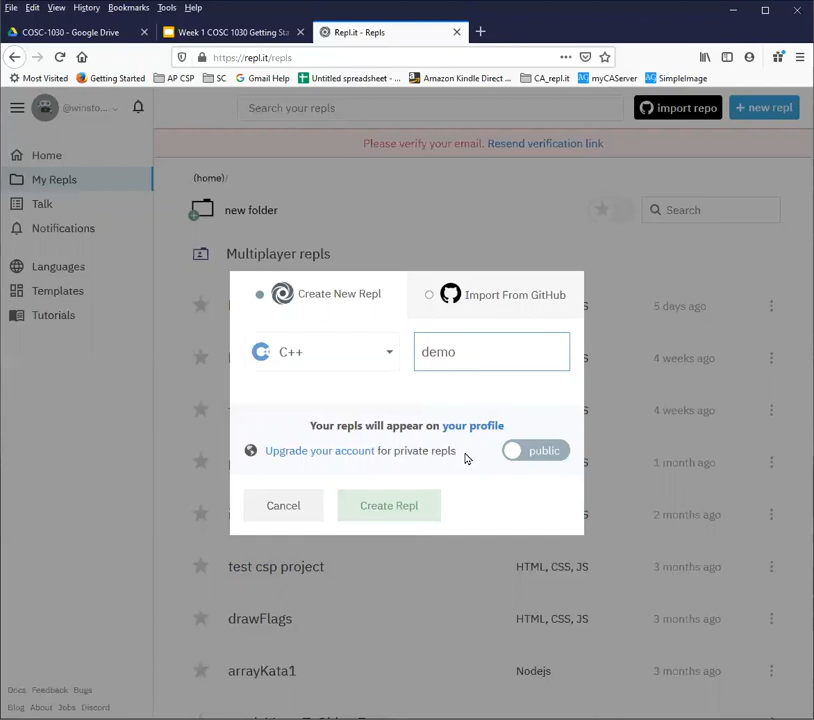 File Edit View History Bookmarks Tools Help
COSC-1030 - Google Drive
Week 1 COSC 1030 Getting Sta
Repl.it - Repls
https://repl.it/repls
Most Visited Getting Started AP CSP SC Gmail Help Untitled spreadsheet - ... Amazon Kindle Direct ... CA_repl.it myCAServer SimpleImage
@winsto...
Search your repls
import repo
+ new repl
Please verify your email. Resend verification link
Home
My Repls
Talk
Notifications
Languages
Templates
Tutorials
(home)/
new folder
Search
Multiplayer repls
Create New Repl
Import From GitHub
S 5 days ago
C++
demo
S 4 weeks ago
S 4 weeks ago
Your repls will appear on your profile
Upgrade your account for private repls
public
S 1 month ago
Cancel
Create Repl
S 2 months ago
test csp project HTML, CSS, JS 3 months ago
drawFlags HTML, CSS, JS 3 months ago
arrayKata1 Nodejs 3 months ago
Docs Feedback Bugs
Blog About Jobs Discord